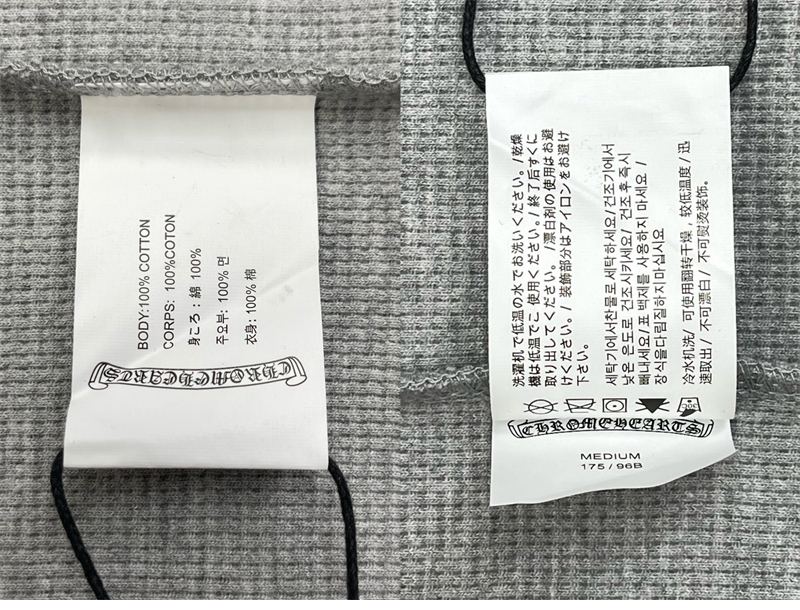 BODY:100% COTTON
CORPS: 100%COTON
身ころ : 綿 100%
주요부: 100% 면
衣身: 100% 棉
CHROMEHEARTS
洗濯机で低温の水でお洗いください。/乾燥
機は低温でご 使用ください。/ 終了后すぐに
取り出してください。/漂白剤の使用はお避
けください。/ 装飾部分はアイロンをお避け
下さい。
세탁기에서찬물로세탁하세요/건조기에서
낮은 온도로 건조시키세요/ 건조후즉시
빼내세요/표 백제를 사용하지 마세요 /
장식을다림질하지마십시요
冷水机洗/ 可使用翻转干燥，较低温度 / 迅
速取出/ 不可漂白/ 不可熨烫装饰。
CHROMEHEARTS
MEDIUM
175 / 96B